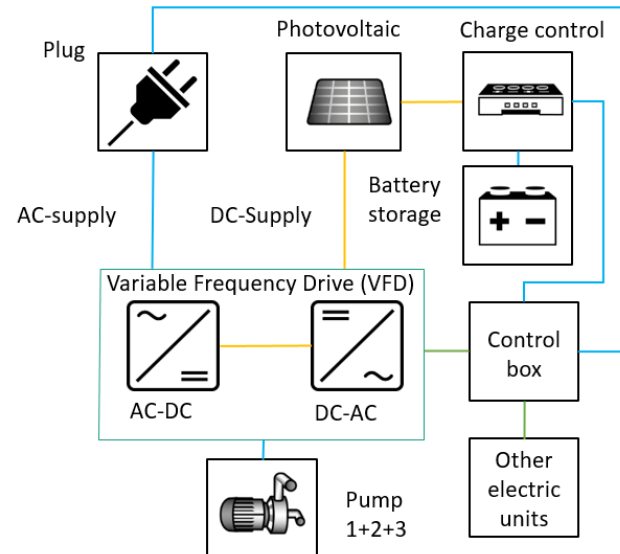 Plug
Photovoltaic
Charge control
AC-supply
DC-Supply
Battery
storage
Variable Frequency Drive (VFD)
AC-DC
DC-AC
Control
box
Pump
1+2+3
Other
electric
units